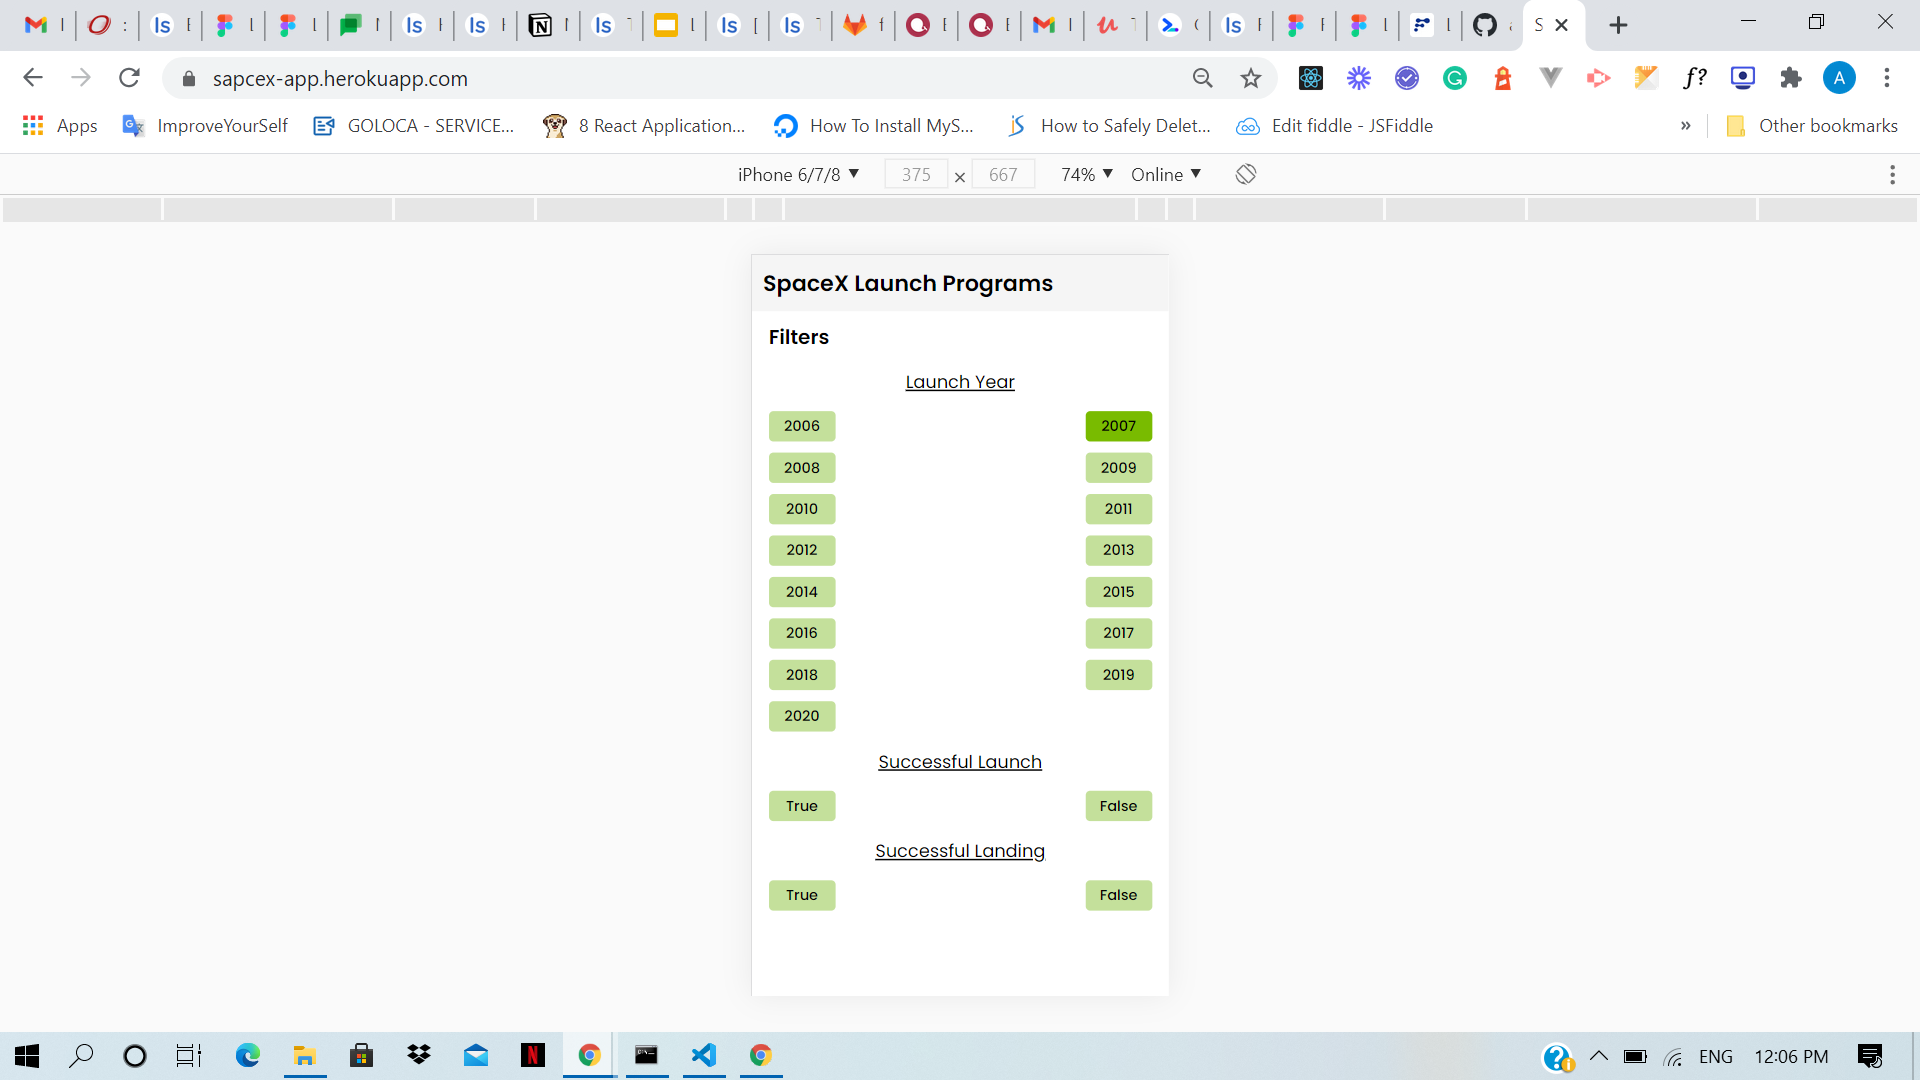 sapcex-app.herokuapp.com
A
Apps
ImproveYourSelf
GOLOCA - SERVICE...
8 React Application...
How To Install MyS...
How to Safely Delet...
Edit fiddle - JSFiddle
»
Other bookmarks
iPhone 6/7/8 375 × 667 74% Online
SpaceX Launch Programs
Filters
Launch Year
2006 2007
2008 2009
2010 2011
2012 2013
2014 2015
2016 2017
2018 2019
2020
Successful Launch
True False
Successful Landing
True False
ENG 12:06 PM